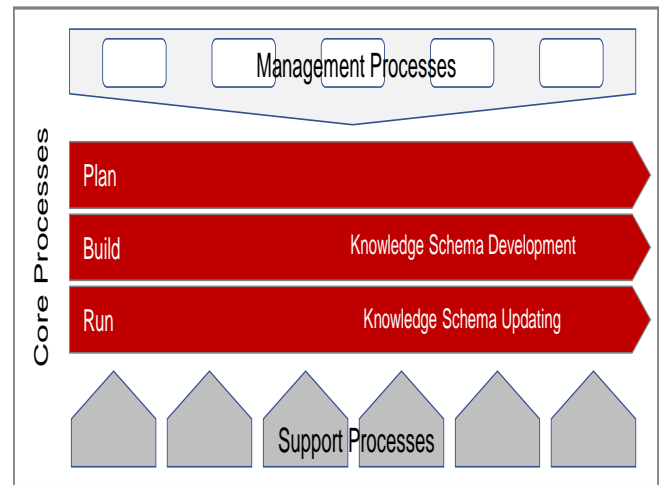 Management Processes
Core Processes
Plan
Build Knowledge Schema Development
Run Knowledge Schema Updating
Support Processes